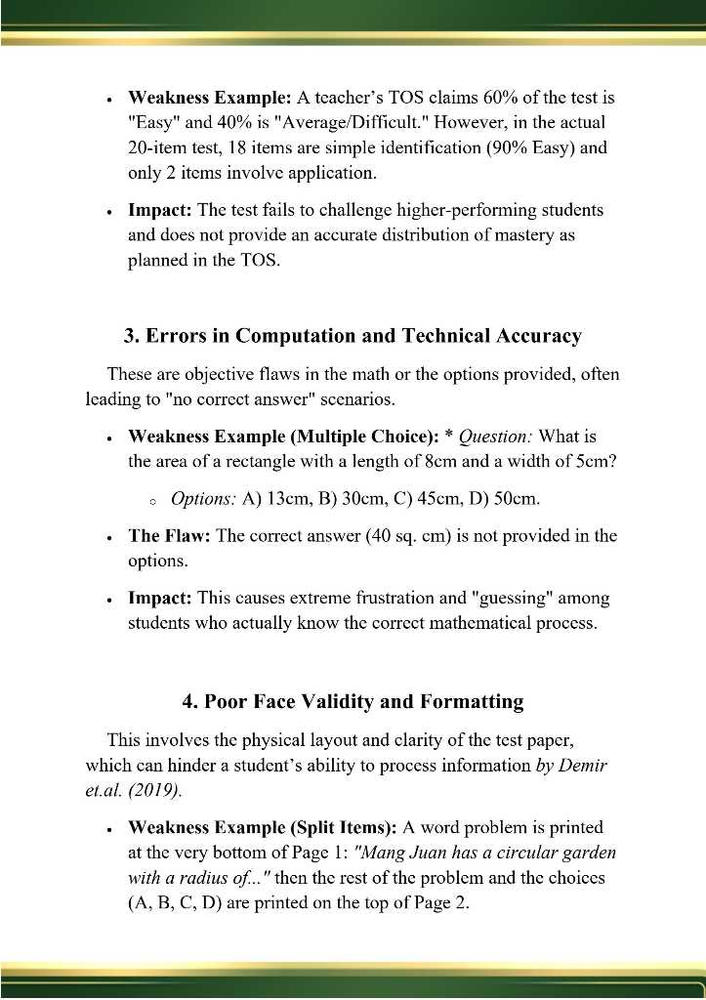 • Weakness Example: A teacher’s TOS claims 60% of the test is
"Easy" and 40% is "Average/Difficult." However, in the actual
20-item test, 18 items are simple identification (90% Easy) and
only 2 items involve application.
• Impact: The test fails to challenge higher-performing students
and does not provide an accurate distribution of mastery as
planned in the TOS.
3. Errors in Computation and Technical Accuracy
These are objective flaws in the math or the options provided, often
leading to "no correct answer" scenarios.
• Weakness Example (Multiple Choice): * Question: What is
the area of a rectangle with a length of 8cm and a width of 5cm?
○ Options: A) 13cm, B) 30cm, C) 45cm, D) 50cm.
• The Flaw: The correct answer (40 sq. cm) is not provided in the
options.
• Impact: This causes extreme frustration and "guessing" among
students who actually know the correct mathematical process.
4. Poor Face Validity and Formatting
This involves the physical layout and clarity of the test paper,
which can hinder a student’s ability to process information by Demir
et.al. (2019).
• Weakness Example (Split Items): A word problem is printed
at the very bottom of Page 1: "Mang Juan has a circular garden
with a radius of..." then the rest of the problem and the choices
(A, B, C, D) are printed on the top of Page 2.